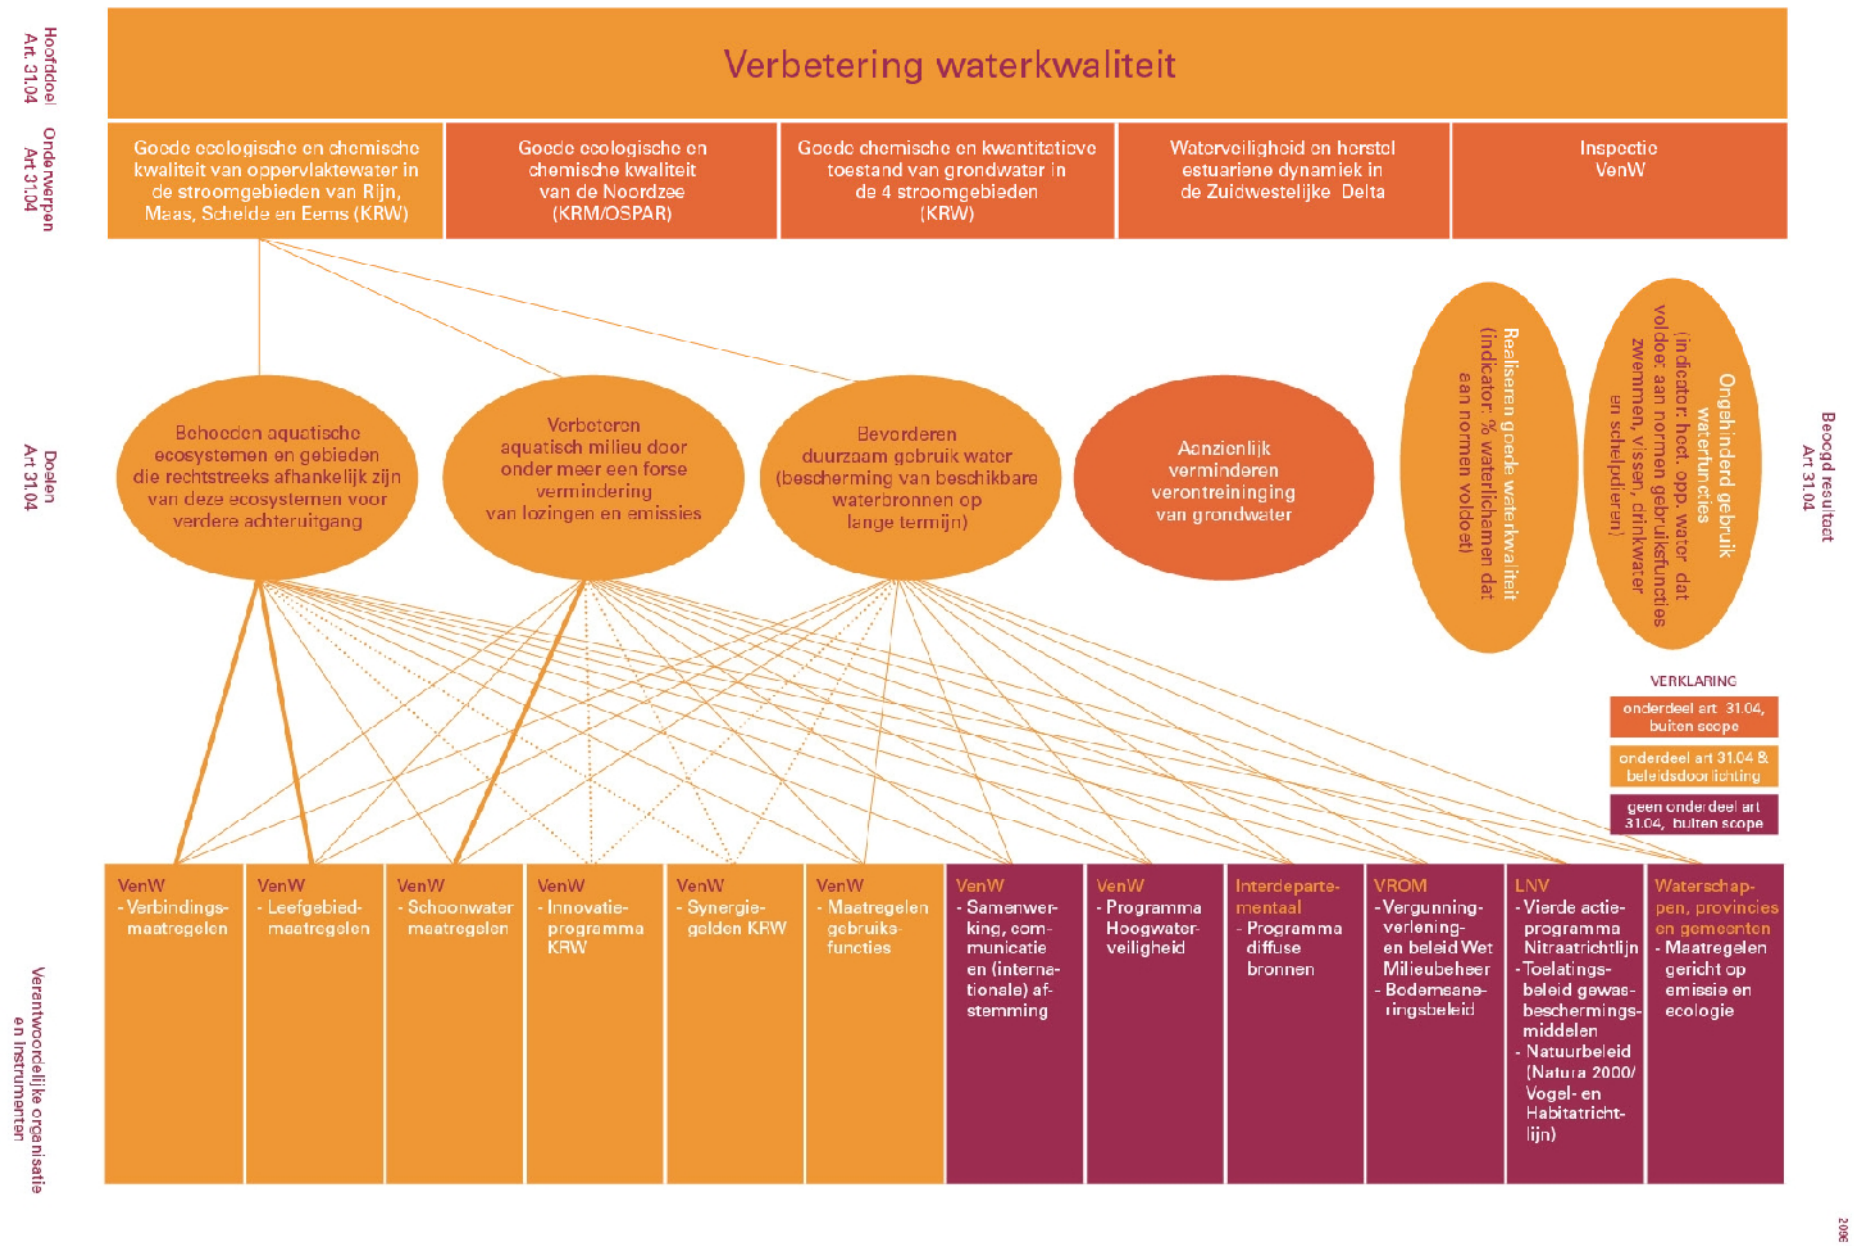 Hoofddoel
Art. 31.04
Verbetering waterkwaliteit
Onderwerpen
Art 31.04
Goede ecologische en chemische
kwaliteit van oppervlaktewater in
de stroomgebieden van Rijn,
Maas, Schelde en Eems (KRW)
Goede ecologische en
chemische kwaliteit
van de Noordzee
(KRM/OSPAR)
Goede chemische en kwantitatieve
toestand van grondwater in
de 4 stroomgebieden
(KRW)
Waterveiligheid en herstel
estuariene dynamiek in
de Zuidwestelijke Delta
Inspectie
VenW
Doelen
Art 31.04
Behoeden aquatische
ecosystemen en gebieden
die rechtstreeks afhankelijk zijn
van deze ecosystemen voor
verdere achteruitgang
Verbeteren
aquatisch milieu door
onder meer een forse
vermindering
van lozingen en emissies
Bevorderen
duurzaam gebruik water
(bescherming van beschikbare
waterbronnen op
lange termijn)
Aanzienlijk
verminderen
verontreininging
van grondwater
Realiseren goede waterkwaliteit
(indicator: % waterlichamen dat
aan normen voldoet)
Ongehinderd gebruik
waterfuncties
(indicator: hect. opp. water dat
voldoet aan normen gebruiksfuncties
zwemmen, vissen, drinkwater
en schelpdieren)
Beoogd resultaat
Art 31.04
VERKLARING
onderdeel art 31.04,
buiten scope
onderdeel art 31.04 &
beleidsdoorlichting
geen onderdeel art
31.04, buiten scope
Verantwoordelijke organisatie
en instrumenten
VenW
- Verbindings-
maatregelen
VenW
- Leefgebied-
maatregelen
VenW
- Schoonwater
maatregelen
VenW
- Innovatie-
programma
KRW
VenW
- Synergie-
gelden KRW
VenW
- Maatregelen
gebruiks-
functies
VenW
- Samenwer-
king, com-
municatie
en (interna-
tionale) af-
stemming
VenW
- Programma
Hoogwater-
veiligheid
Interdeparte-
mentaal
- Programma
diffuse
bronnen
VROM
- Vergunning-
verlening-
en beleid Wet
Milieubeheer
- Bodemsane-
ringsbeleid
LNV
- Vierde actie-
programma
Nitraatrichtlijn
- Toelatings-
beleid gewas-
beschermings-
middelen
- Natuurbeleid
(Natura 2000/
Vogel- en
Habitatricht-
lijn)
Waterschap-
pen, provincies
en gemeenten
- Maatregelen
gericht op
emissie en
ecologie
2096